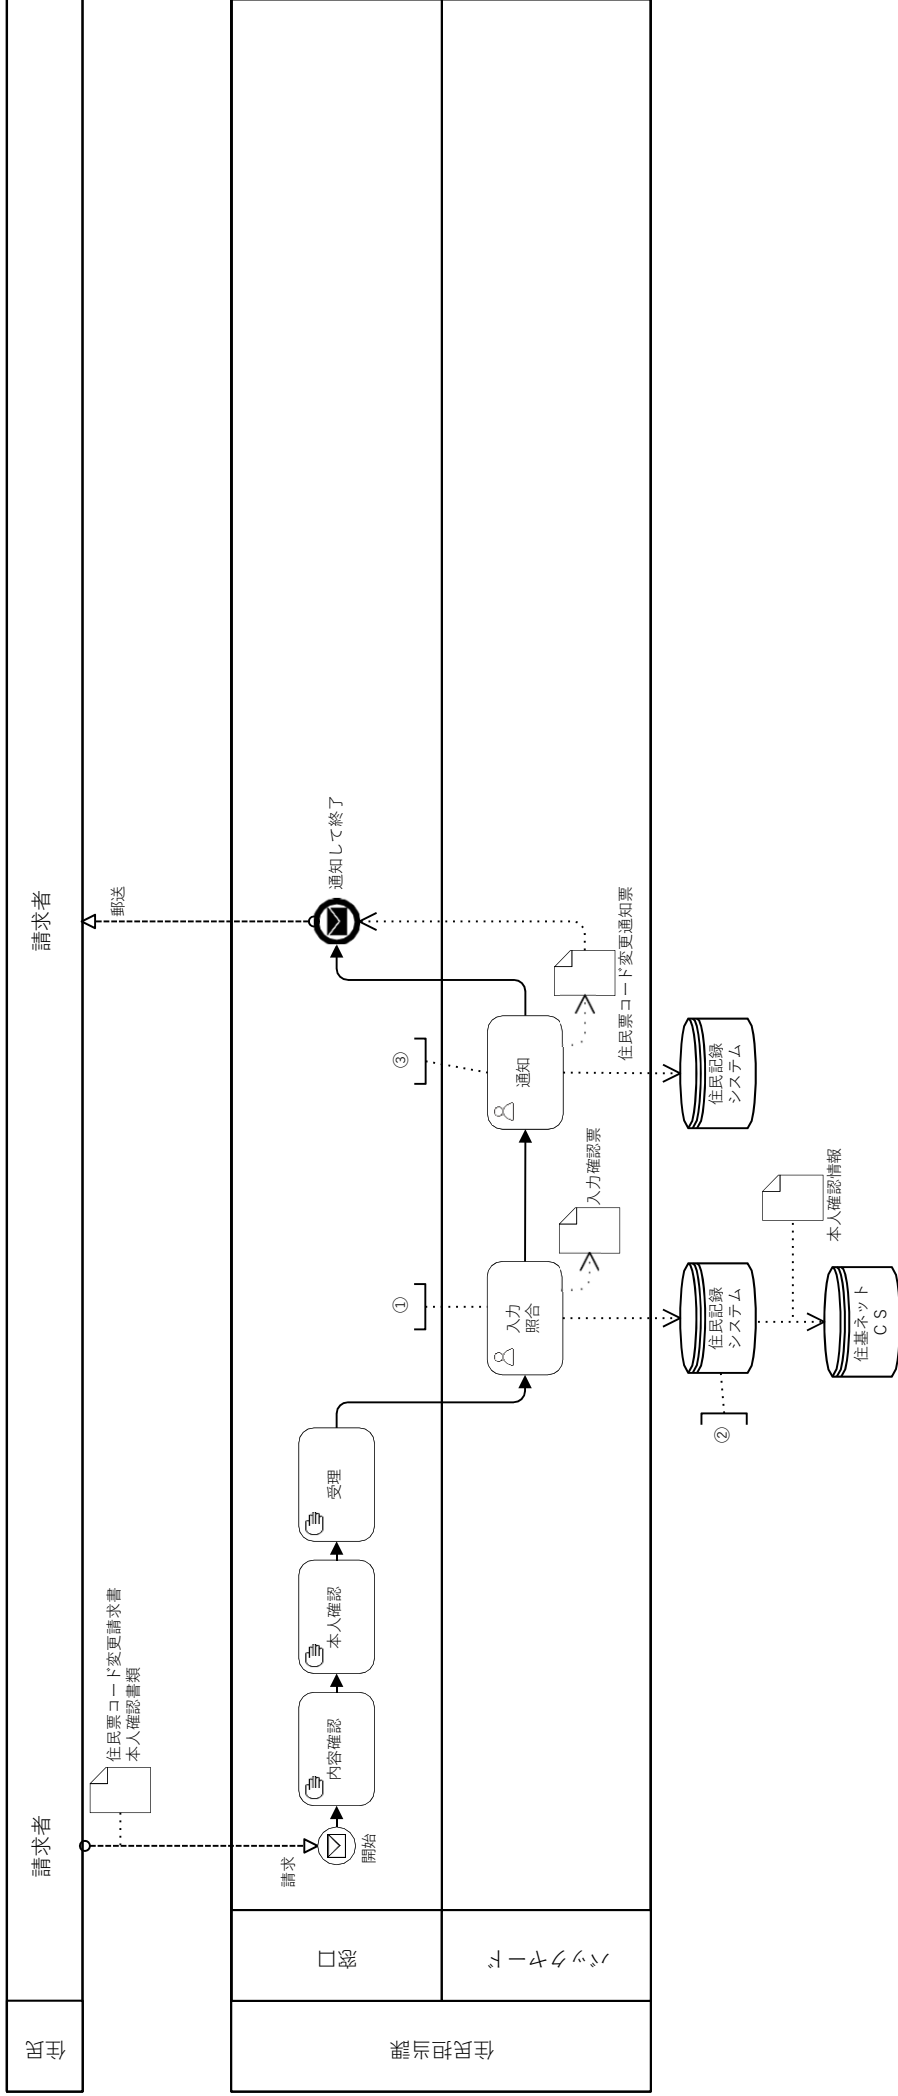 住民
請求者
請求者
住民票コード変更請求書
本人確認書類
郵送
住民担当課
窓口
バックヤード
請求
開始
内容確認
本人確認
受理
通知して終了
①
入力
照合
入力確認票
③
通知
住民票コード変更通知票
②
住民記録
システム
住民記録
システム
本人確認情報
住基ネット
ＣＳ